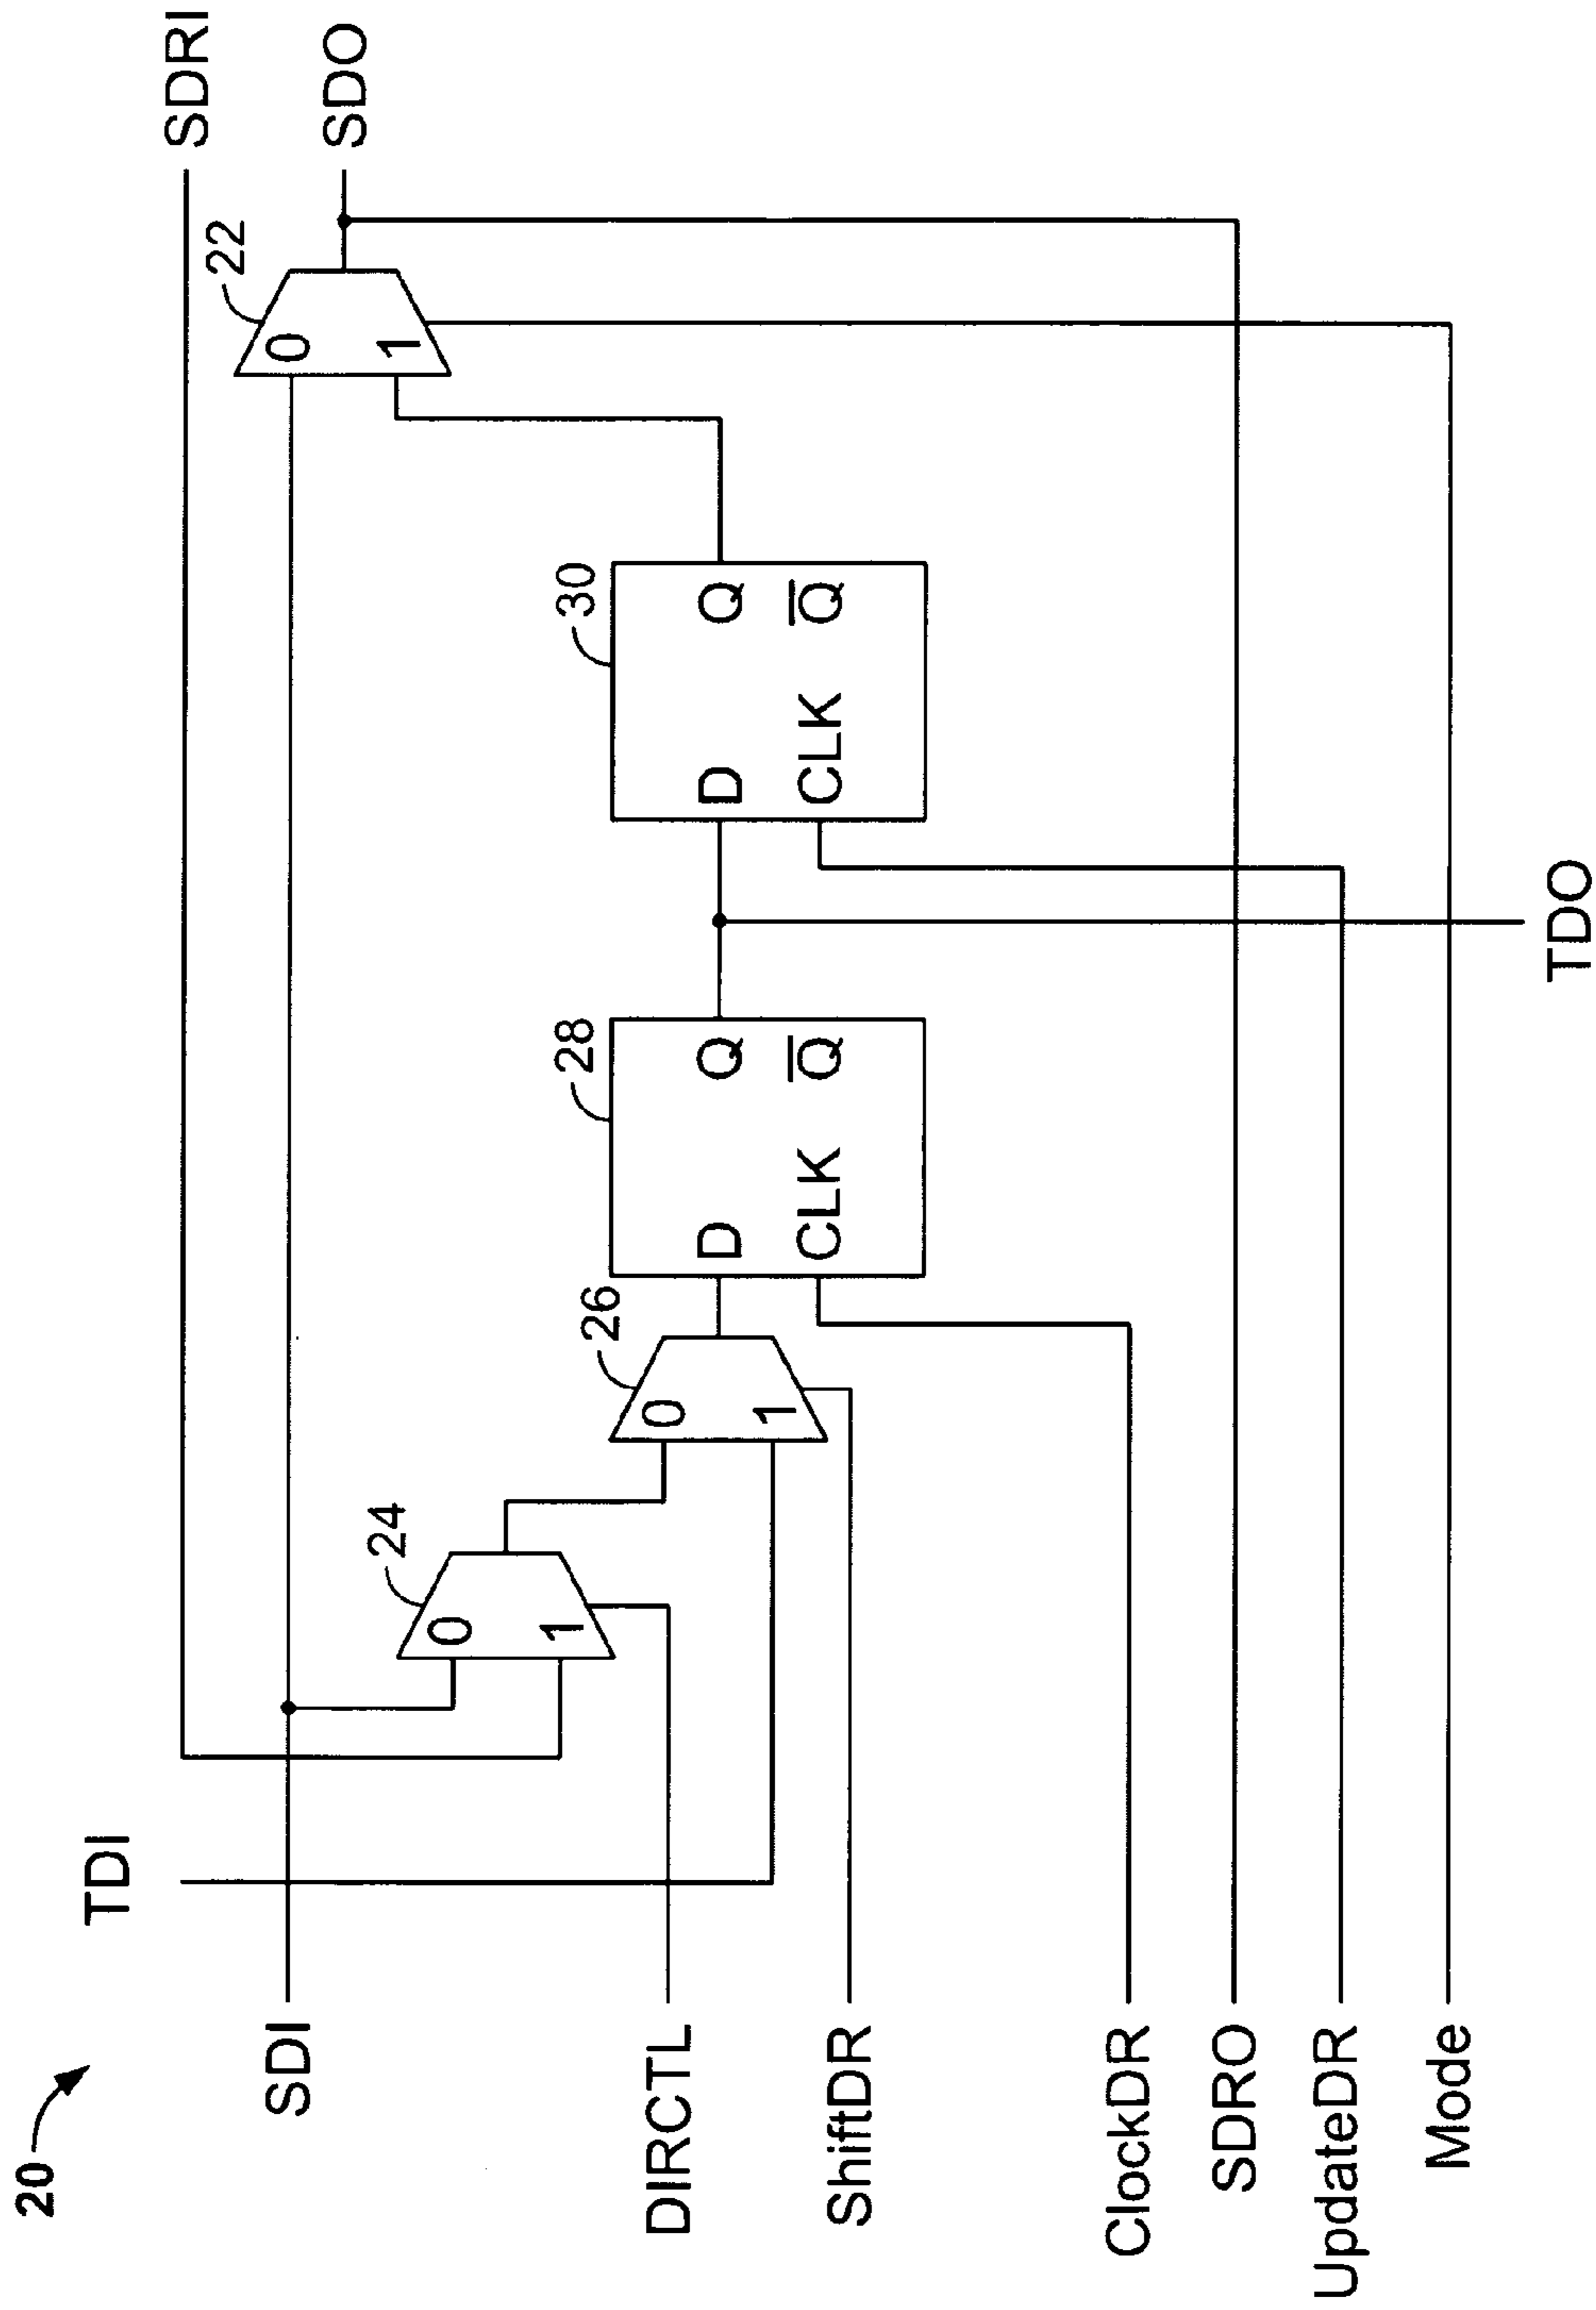 20
TDI
SDRI
SDI
SDO
22
0
1
24
0
1
26
0
1
28
D
Q
CLK
Q̅
30
D
Q
CLK
Q̅
DIRCTL
ShiftDR
ClockDR
SDRO
UpdateDR
Mode
TDO